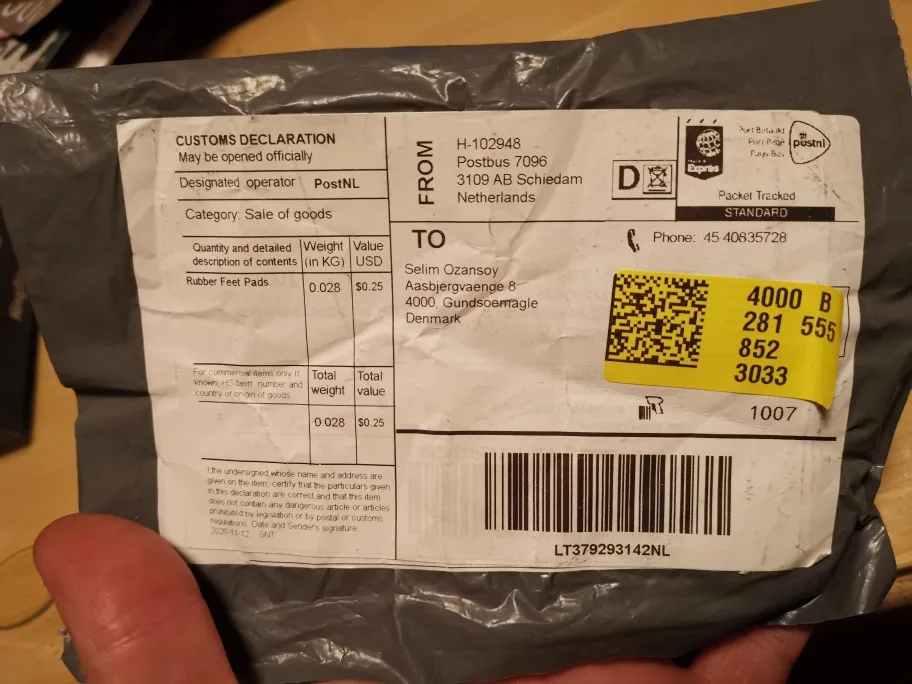 CUSTOMS DECLARATION
May be opened officially
Designated operator PostNL
Category: Sale of goods
Quantity and detailed description of contents
Weight (in KG)
Value USD
Rubber Feet Pads 0.028 $0.25
For commercial items only If known, HS tariff number and country of origin of goods
Total weight
Total value
0.028 $0.25
I,the undersigned,whose name and address are
given on the item, certify that the particulars given
in this declaration are correct and that this item
does not contain any dangerous article or articles
prohibited by legislation or by postal or customs
regulations. Date and Sender's signature.
SNT
FROM
H-102948
Postbus 7096
3109 AB Schiedam
Netherlands
D
Exprès
Port Betaald
Port Paye
Pays-Bas
postnl
Packet Tracked
STANDARD
TO
Selim Ozansoy
Aasbjergvaenge 8
4000, Gundsoemagle
Denmark
Phone: 45 40835728
4000 B
281 555
852
3033
1007
LT379293142NL